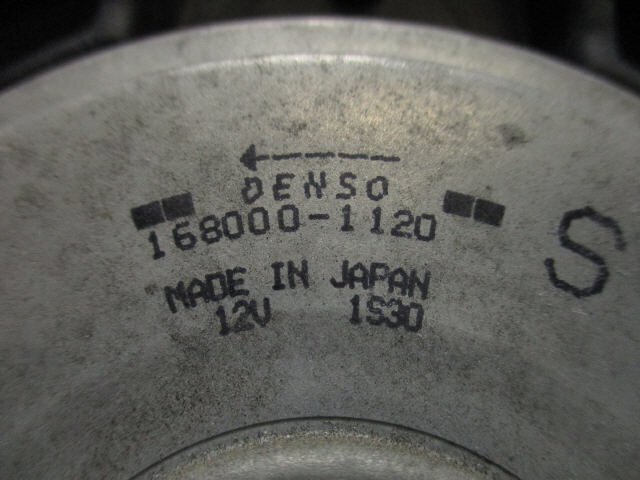 DENSO
168000-1120
S
MADE IN JAPAN
12V 1S30